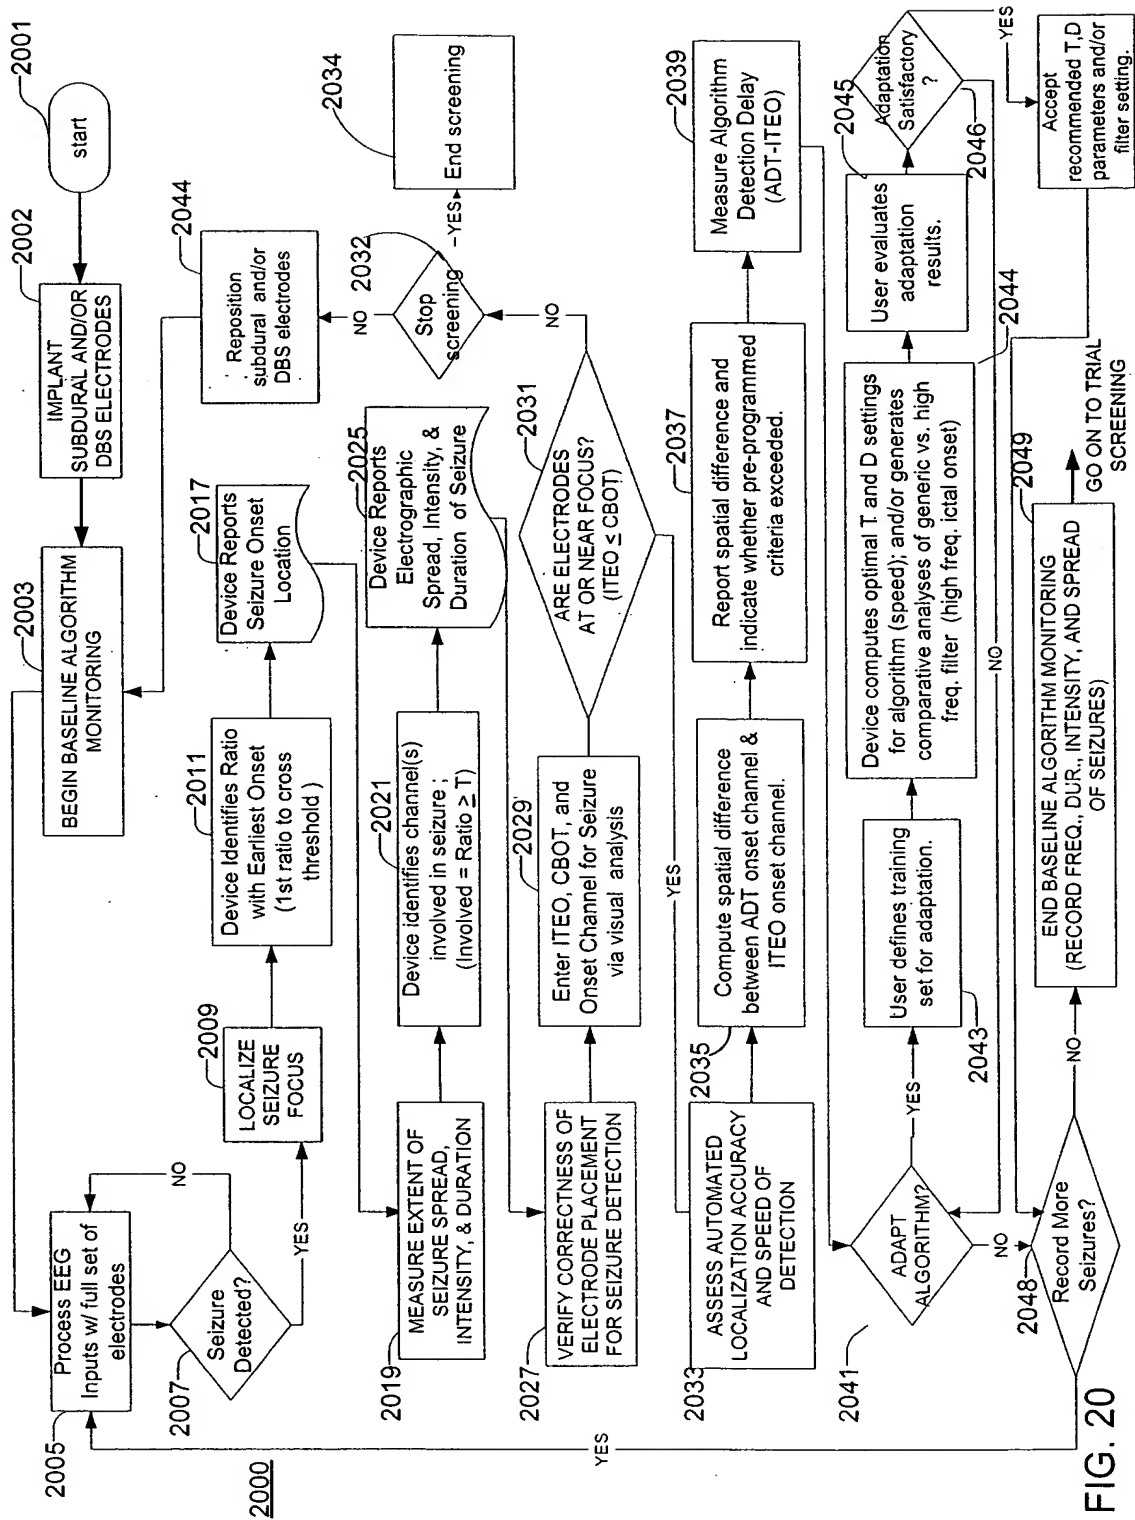 2001
start
2002
IMPLANT
SUBDURAL AND/OR
DBS ELECTRODES
2003
BEGIN BASELINE ALGORITHM
MONITORING
2005
Process EEG
Inputs w/ full set of
electrodes
2007
Seizure
Detected?
NO
YES
2009
LOCALIZE
SEIZURE
FOCUS
2011
Device Identifies Ratio
with Earliest Onset
(1st ratio to cross
threshold )
2017
Device Reports
Seizure Onset
Location
2044
Reposition
subdural and/or
DBS electrodes
NO
2032
Stop
screening
YES
2034
End screening
2019
MEASURE EXTENT OF
SEIZURE SPREAD,
INTENSITY, & DURATION
2021
Device identifies channel(s)
involved in seizure ;
(Involved = Ratio ≥ T)
2025
Device Reports
Electrographic
Spread, Intensity, &
Duration of Seizure
2027
VERIFY CORRECTNESS OF
ELECTRODE PLACEMENT
FOR SEIZURE DETECTION
2029
Enter ITEO, CBOT, and
Onset Channel for Seizure
via visual analysis
2031
ARE ELECTRODES
AT OR NEAR FOCUS?
(ITEO ≤ CBOT)
NO
YES
2033
ASSESS AUTOMATED
LOCALIZATION ACCURACY
AND SPEED OF
DETECTION
2035
Compute spatial difference
between ADT onset channel &
ITEO onset channel.
2037
Report spatial difference and
indicate whether pre-programmed
criteria exceeded.
2039
Measure Algorithm
Detection Delay
(ADT-ITEO)
2041
ADAPT
ALGORITHM?
YES
NO
2043
User defines training
set for adaptation.
2044
Device computes optimal T and D settings
for algorithm (speed); and/or generates
comparative analyses of generic vs. high
freq. filter (high freq. ictal onset)
2045
User evaluates
adaptation
results.
2046
Adaptation
Satisfactory
?
YES
NO
Accept
recommended T,D
parameters and/or
filter setting.
2048
Record More
Seizures?
NO
YES
2049
END BASELINE ALGORITHM MONITORING
(RECORD FREQ., DUR., INTENSITY, AND SPREAD
OF SEIZURES)
GO ON TO TRIAL
SCREENING
2000
FIG. 20